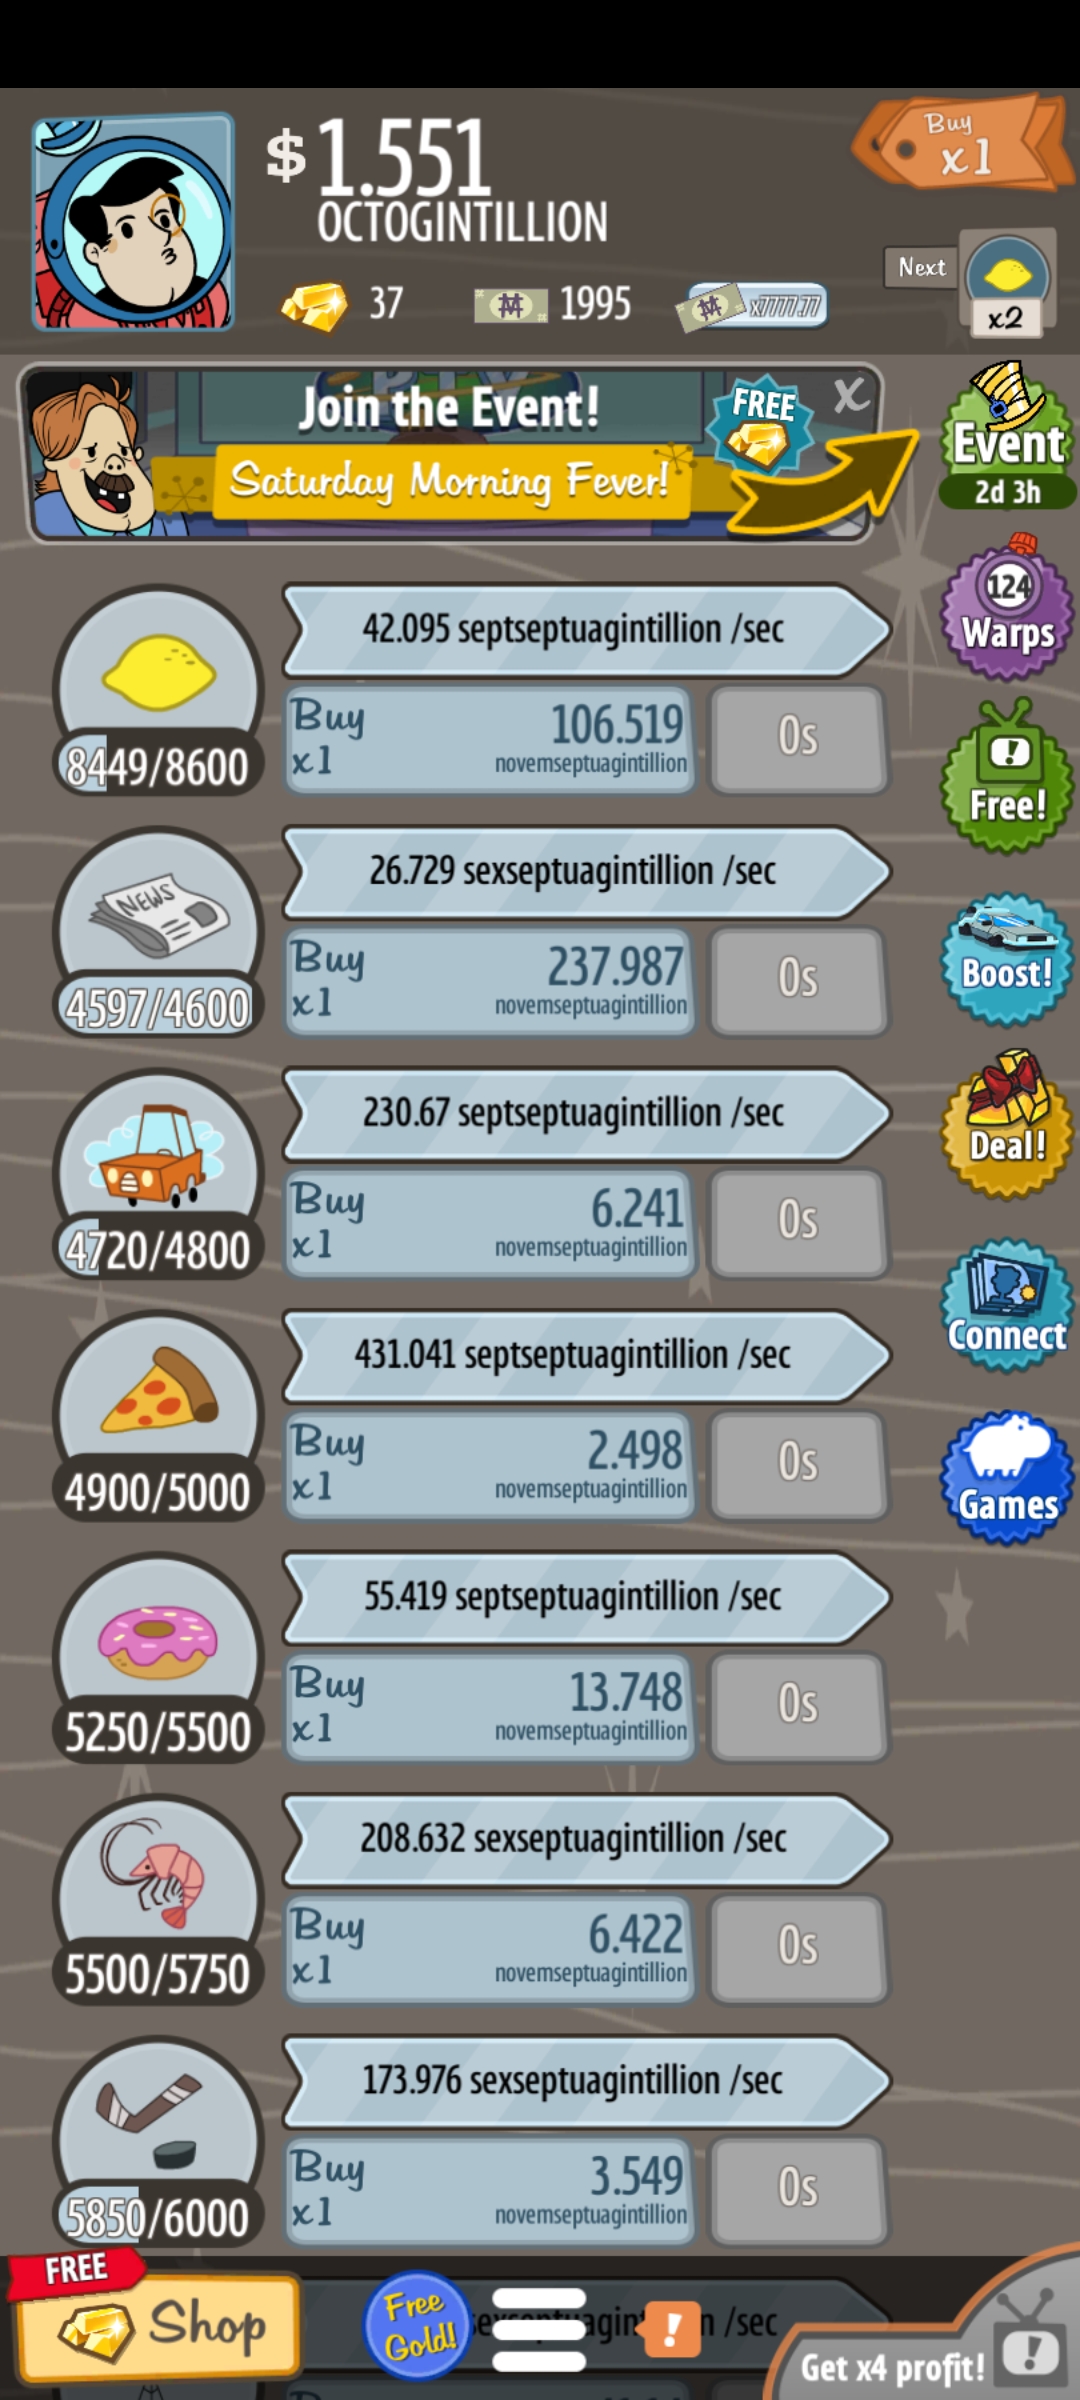 $ 1.551
OCTOGINTILLION
Buy
x1
37
1995
x7777.77
Next
x2
Join the Event!
FREE
X
Saturday Morning Fever!
Event
2d 3h
124
Warps
Free!
Boost!
Deal!
Connect
Games
42.095 septseptuagintillion /sec
8449/8600
Buy
x1
106.519
novemseptuagintillion
0s
NEWS
26.729 sexseptuagintillion /sec
4597/4600
Buy
x1
237.987
novemseptuagintillion
0s
230.67 septseptuagintillion /sec
4720/4800
Buy
x1
6.241
novemseptuagintillion
0s
431.041 septseptuagintillion /sec
4900/5000
Buy
x1
2.498
novemseptuagintillion
0s
55.419 septseptuagintillion /sec
5250/5500
Buy
x1
13.748
novemseptuagintillion
0s
208.632 sexseptuagintillion /sec
5500/5750
Buy
x1
6.422
novemseptuagintillion
0s
173.976 sexseptuagintillion /sec
5850/6000
Buy
x1
3.549
novemseptuagintillion
0s
FREE
Shop
Free
Gold!
/sec
Get x4 profit!